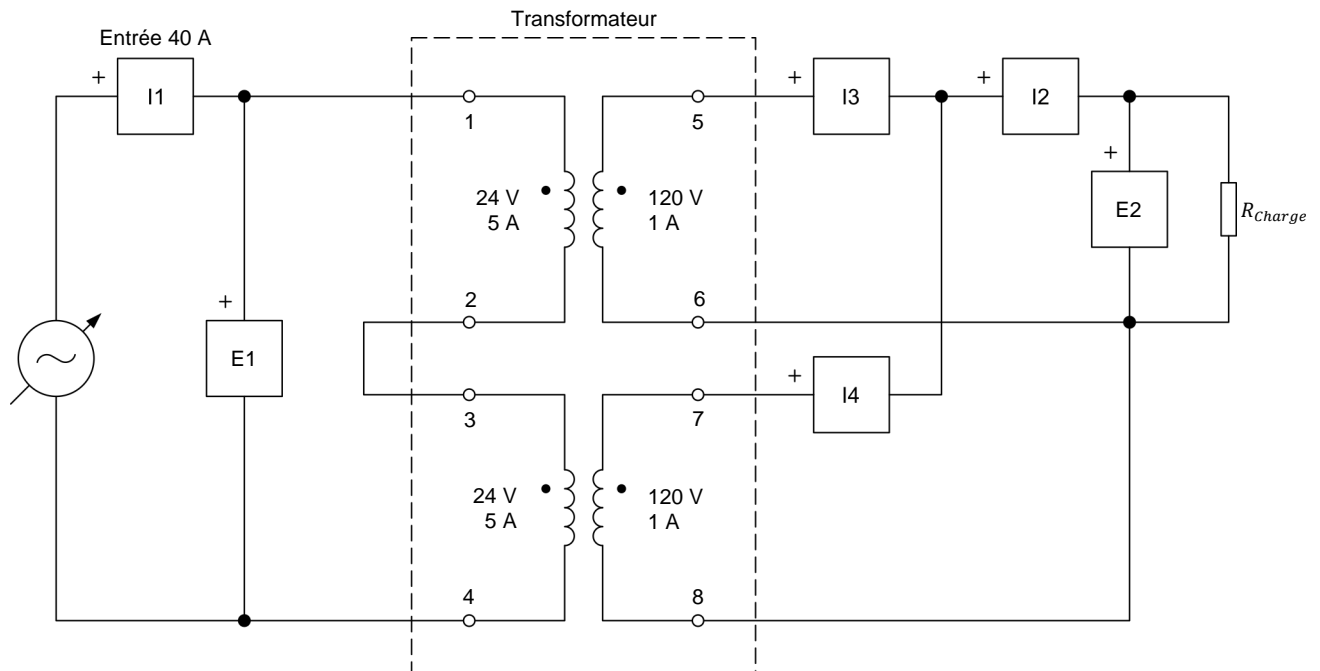 Transformateur
Entrée 40 A
+
I1
1
5
+
I3
+
I2
24 V
5 A
120 V
1 A
+
E2
R_Charge
2
6
+
E1
3
7
+
I4
24 V
5 A
120 V
1 A
4
8